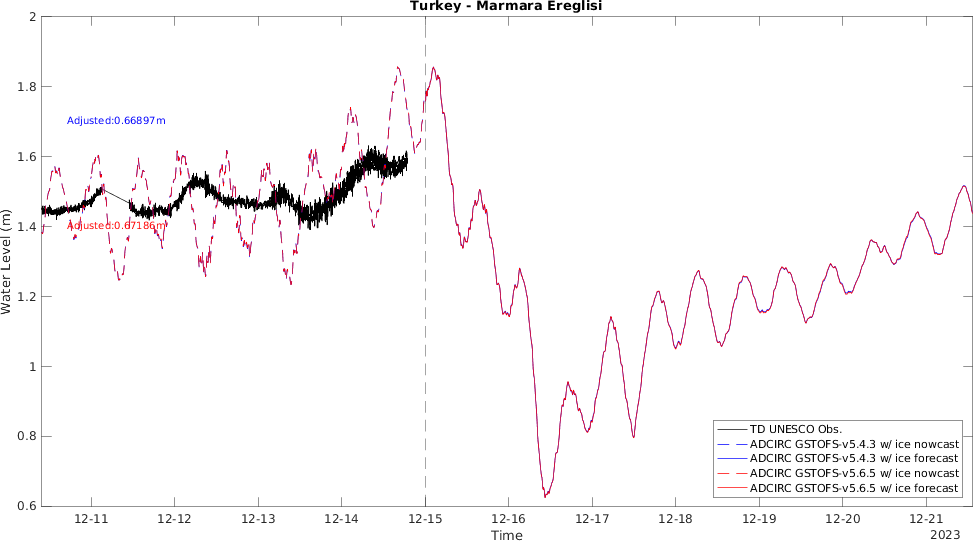 Turkey - Marmara Ereglisi
2
1.8
1.6
1.4
1.2
1
0.8
0.6
Water Level (m)
Adjusted:0.66897m
Adjusted:0.67186m
TD UNESCO Obs.
ADCIRC GSTOFS-v5.4.3 w/ ice nowcast
ADCIRC GSTOFS-v5.4.3 w/ ice forecast
ADCIRC GSTOFS-v5.6.5 w/ ice nowcast
ADCIRC GSTOFS-v5.6.5 w/ ice forecast
12-11 12-12 12-13 12-14 12-15 12-16 12-17 12-18 12-19 12-20 12-21
Time
2023